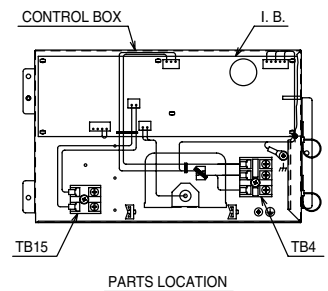 CONTROL BOX
I. B.
TB15
TB4
PARTS LOCATION